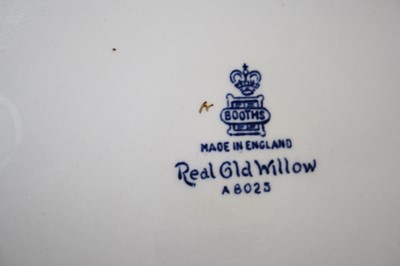 BOOTHS
MADE IN ENGLAND
Real Old Willow
A 8025